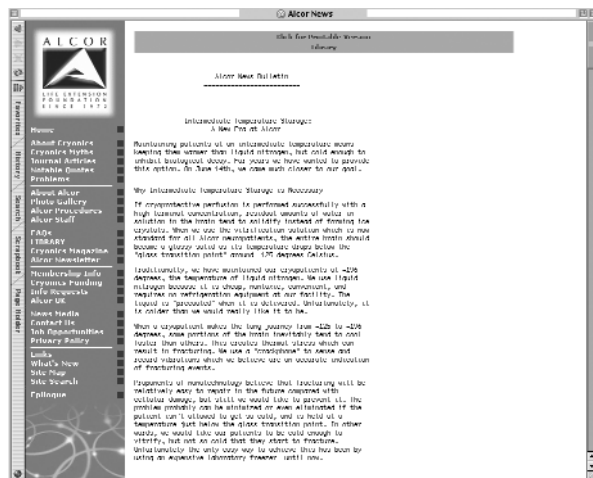 Alcor News
Click for Printable Version
Library
ALCOR
LIFE EXTENSION
FOUNDATION
SINCE 1972
Favorites
History
Search
Scrapbook
Page Holder
Home
About Cryonics
Cryonics Myths
Journal Articles
Notable Quotes
Problems
About Alcor
Photo Gallery
Alcor Procedures
Alcor Staff
FAQs
LIBRARY
Cryonics Magazine
Alcor Newsletter
Membership Info
Cryonics Funding
Info Requests
Alcor UK
News Media
Contact Us
Job Opportunities
Privacy Policy
Links
What's New
Site Map
Site Search
Epilogue
Alcor News Bulletin
Intermediate Temperature Storage:
A New Era at Alcor
Maintaining patients at an intermediate temperature means
keeping them warmer than liquid nitrogen, but cold enough to
inhibit biological decay. For years we have wanted to provide
this option. On June 14th, we came much closer to our goal.
Why Intermediate Temperature Storage is Necessary
If cryoprotective perfusion is performed successfully with a
high terminal concentration, residual amounts of water in
solution in the brain tend to solidify instead of forming ice
crystals. When we use the vitrification solution which is now
standard for all Alcor neuropatients, the entire brain should
become a glassy solid as its temperature drops below the
"glass transition point" around -125 degrees Celsius.
Traditionally, we have maintained our cryopatients at -196
degrees, the temperature of liquid nitrogen. We use liquid
nitrogen because it is cheap, nontoxic, convenient, and
requires no refrigeration equipment at our facility. The
liquid is "precooled" when it is delivered. Unfortunately, it
is colder than we would really like it to be.
When a cryopatient makes the long journey from -125 to -196
degrees, some portions of the brain inevitably tend to cool
faster than others. This creates thermal stress which can
result in fracturing. We use a "crackphone" to sense and
record vibrations which we believe are an accurate indication
of fracturing events.
Proponents of nanotechnology believe that fracturing will be
relatively easy to repair in the future compared with
cellular damage, but still we would like to prevent it. The
problem probably can be minimized or even eliminated if the
patient isn't allowed to get so cold, and is held at a
temperature just below the glass transition point. In other
words, we would like our patients to be cold enough to
vitrify, but not so cold that they start to fracture.
Unfortunately the only easy way to achieve this has been by
using an expensive laboratory freezer until now.